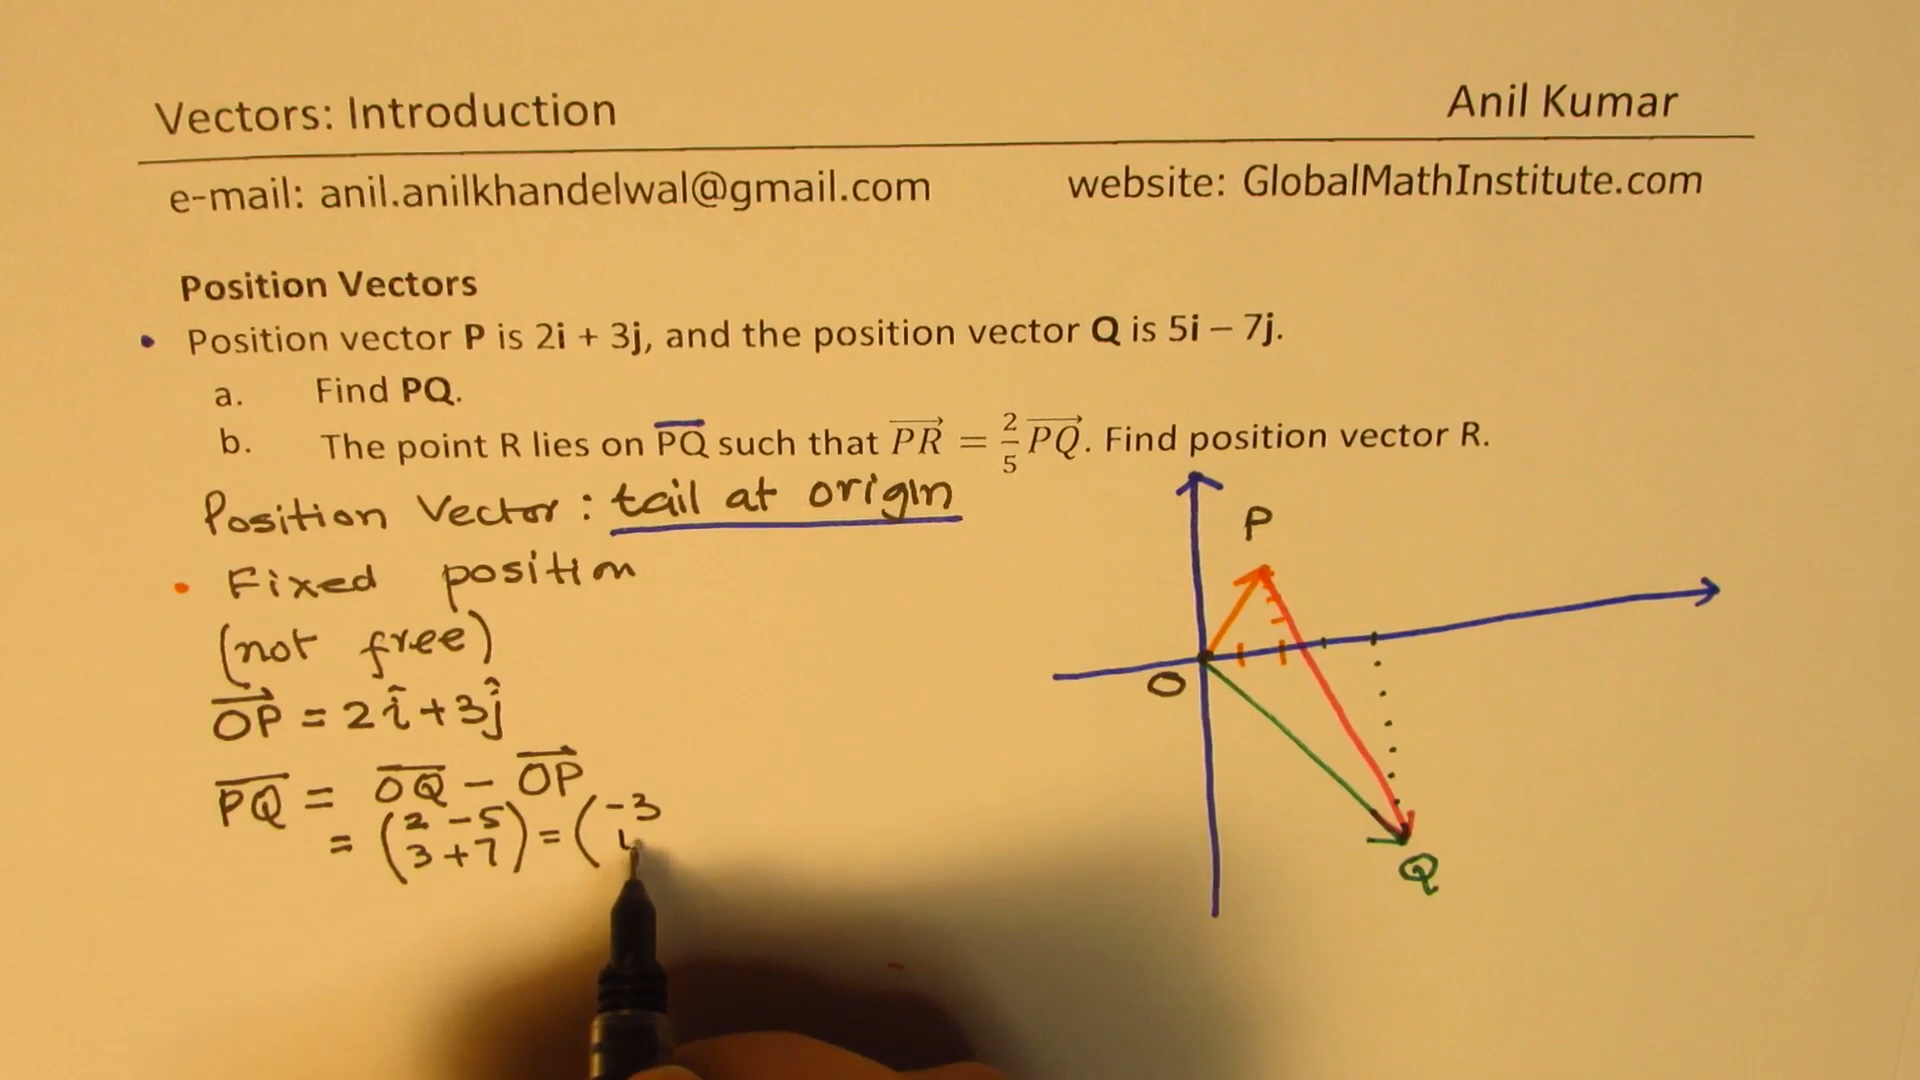 Vectors: Introduction Anil Kumar
e-mail: anil.anilkhandelwal@gmail.com website: GlobalMathInstitute.com
Position Vectors
• Position vector P is 2i + 3j, and the position vector Q is 5i – 7j.
a. Find PQ.
b. The point R lies on PQ such that PR = 2/5 PQ. Find position vector R.
Position Vector : tail at origin
• Fixed position
(not free)
OP = 2î + 3ĵ
PQ = OQ - OP
= (2 - 5
3 + 7) = (-3
P
O
Q